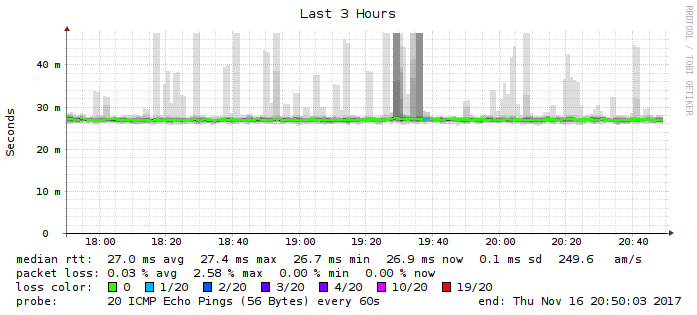 Last 3 Hours
RRDTOOL / TOBI OETIKER
Seconds
40 m
30 m
20 m
10 m
0
18:00 18:20 18:40 19:00 19:20 19:40 20:00 20:20 20:40
median rtt: 27.0 ms avg 27.4 ms max 26.7 ms min 26.9 ms now 0.1 ms sd 249.6 am/s
packet loss: 0.03 % avg 2.58 % max 0.00 % min 0.00 % now
loss color: 0 1/20 2/20 3/20 4/20 10/20 19/20
probe: 20 ICMP Echo Pings (56 Bytes) every 60s end: Thu Nov 16 20:50:03 2017